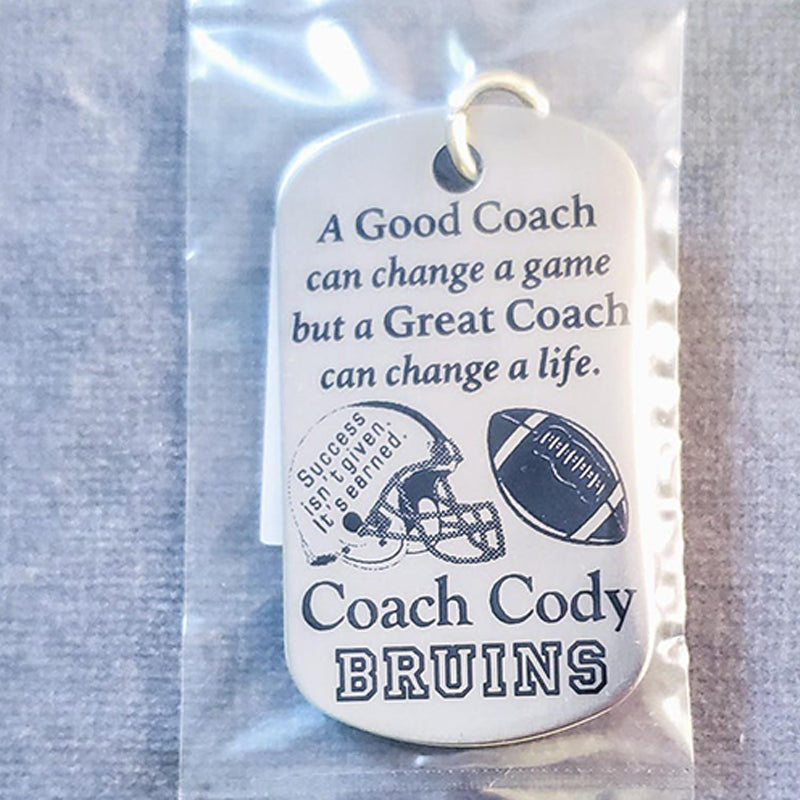 A Good Coach
can change a game
but a Great Coach
can change a life.
Success
isn't given.
It's earned.
Coach Cody
BRUINS